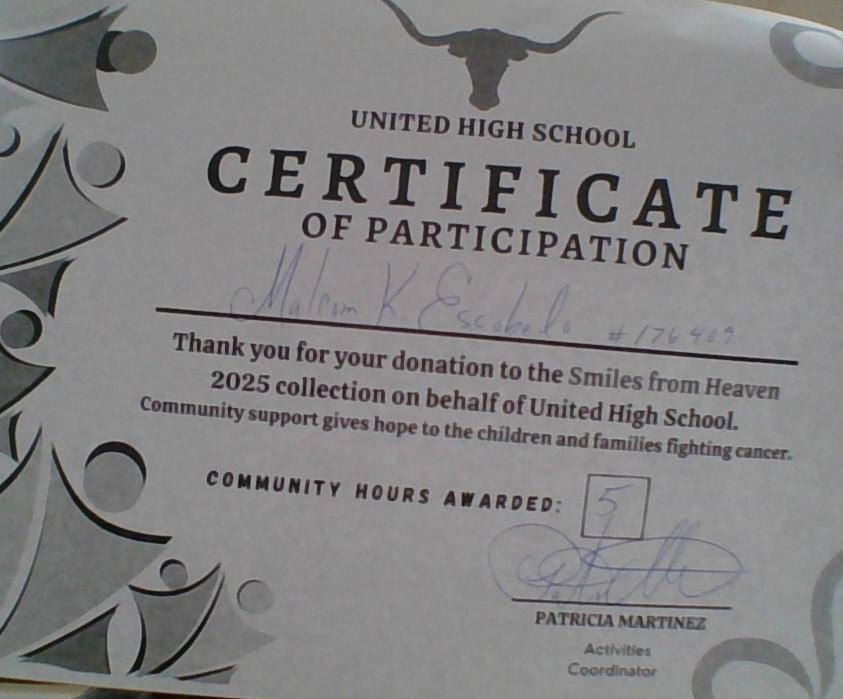 UNITED HIGH SCHOOL
CERTIFICATE
OF PARTICIPATION
Malcom K. Escobedo #176409
Thank you for your donation to the Smiles from Heaven
2025 collection on behalf of United High School.
Community support gives hope to the children and families fighting cancer.
COMMUNITY HOURS AWARDED: 5
PATRICIA MARTINEZ
Activities
Coordinator